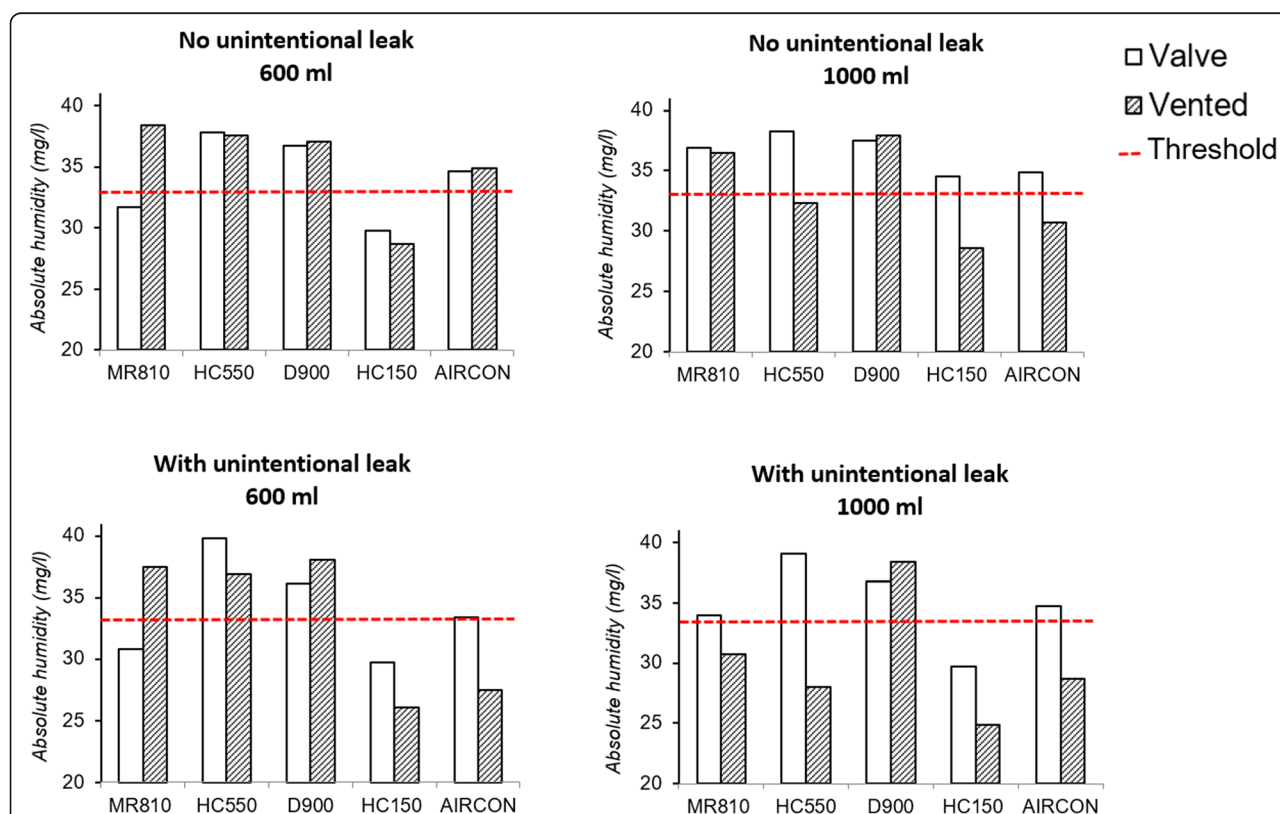 No unintentional leak
600 ml
Absolute humidity (mg/l)
40
35
30
25
20
MR810 HC550 D900 HC150 AIRCON
No unintentional leak
1000 ml
Absolute humidity (mg/l)
40
35
30
25
20
MR810 HC550 D900 HC150 AIRCON
Valve
Vented
Threshold
With unintentional leak
600 ml
Absolute humidity (mg/l)
40
35
30
25
20
MR810 HC550 D900 HC150 AIRCON
With unintentional leak
1000 ml
Absolute humidity (mg/l)
40
35
30
25
20
MR810 HC550 D900 HC150 AIRCON